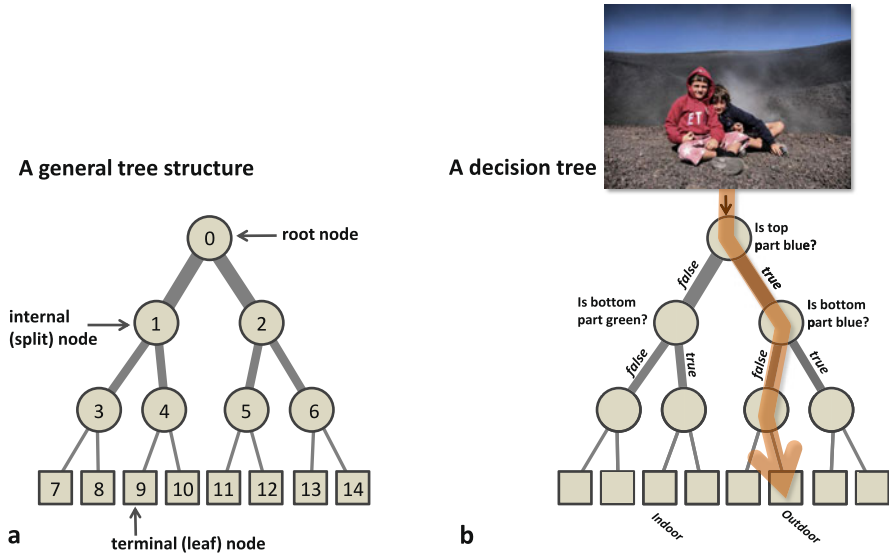 A general tree structure
0
root node
internal
(split) node
1
2
3
4
5
6
7
8
9
10
11
12
13
14
terminal (leaf) node
a
A decision tree
ET
Is top
part blue?
false
true
Is bottom
part green?
Is bottom
part blue?
false
true
false
true
Indoor
Outdoor
b